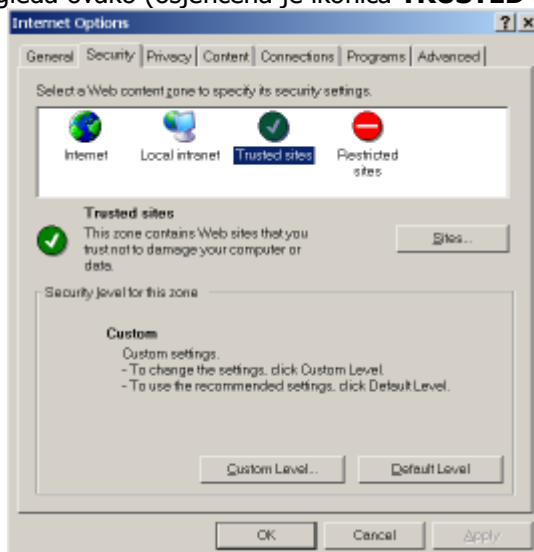 gleda ovako (osjenčena je ikonica TRUSTED
Internet Options
General Security Privacy Content Connections Programs Advanced
Select a Web content zone to specify its security settings.
Internet Local intranet Trusted sites Restricted sites
Trusted sites
This zone contains Web sites that you
trust not to damage your computer or
data.
Sites...
Security level for this zone
Custom
Custom settings.
- To change the settings, click Custom Level.
- To use the recommended settings, click Default Level.
Custom Level... Default Level
OK Cancel Apply